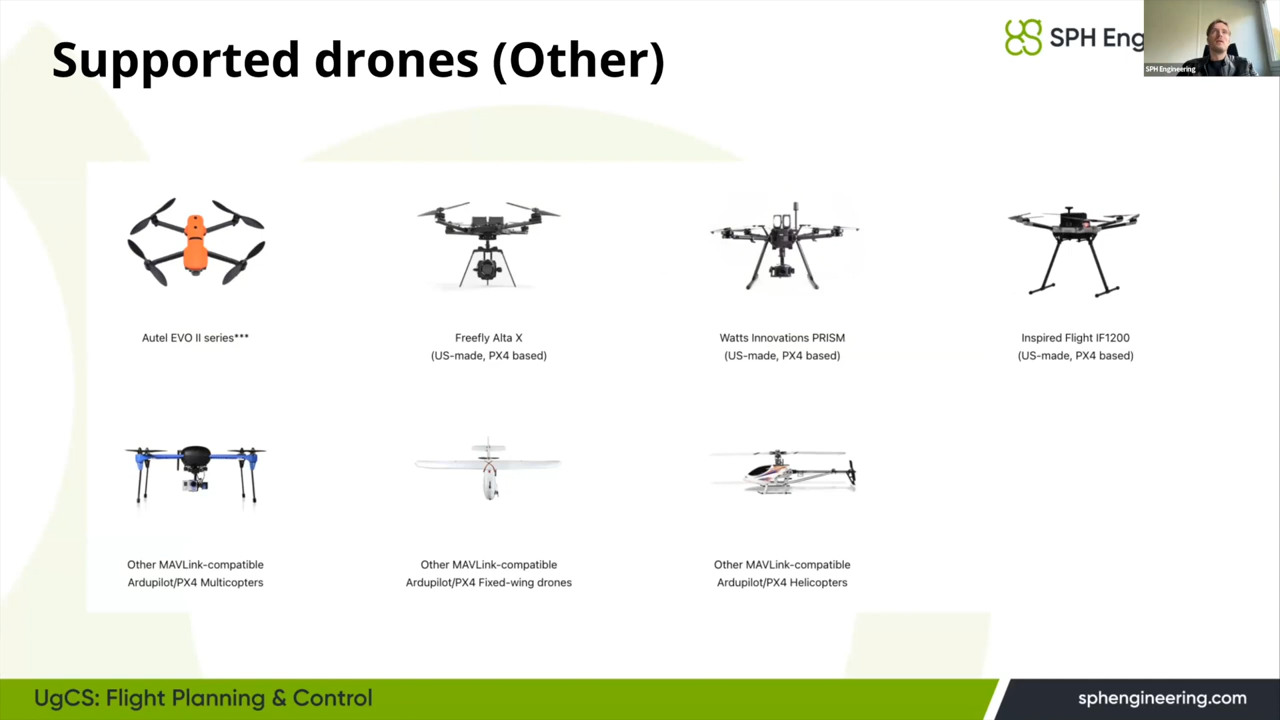 Supported drones (Other)
SPH Eng
SPH Engineering
Autel EVO II series***
Freefly Alta X
(US-made, PX4 based)
Watts Innovations PRISM
(US-made, PX4 based)
Inspired Flight IF1200
(US-made, PX4 based)
Other MAVLink-compatible
Ardupilot/PX4 Multicopters
Other MAVLink-compatible
Ardupilot/PX4 Fixed-wing drones
Other MAVLink-compatible
Ardupilot/PX4 Helicopters
UgCS: Flight Planning & Control
sphengineering.com